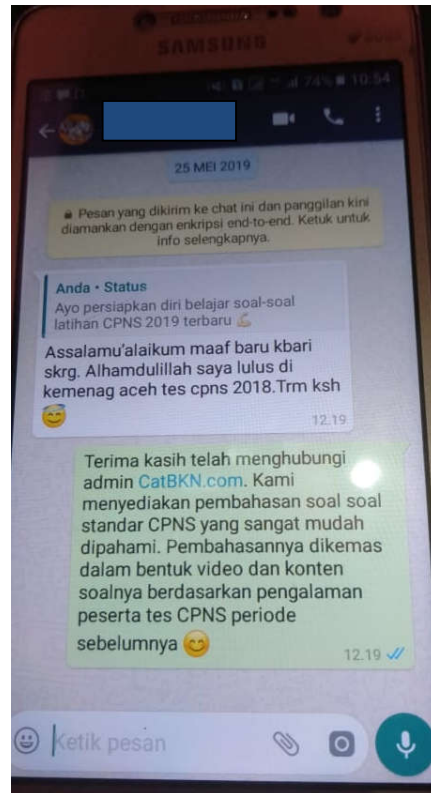 SAMSUNG
74% 10.54
25 MEI 2019
Pesan yang dikirim ke chat ini dan panggilan kini
diamankan dengan enkripsi end-to-end. Ketuk untuk
info selengkapnya.
Anda • Status
Ayo persiapkan diri belajar soal-soal
latihan CPNS 2019 terbaru 💪
Assalamu'alaikum maaf baru kbari
skrg. Alhamdulillah saya lulus di
kemenag aceh tes cpns 2018.Trm ksh
😇
12.19
Terima kasih telah menghubungi
admin CatBKN.com. Kami
menyediakan pembahasan soal soal
standar CPNS yang sangat mudah
dipahami. Pembahasannya dikemas
dalam bentuk video dan konten
soalnya berdasarkan pengalaman
peserta tes CPNS periode
sebelumnya 😊
12.19
Ketik pesan